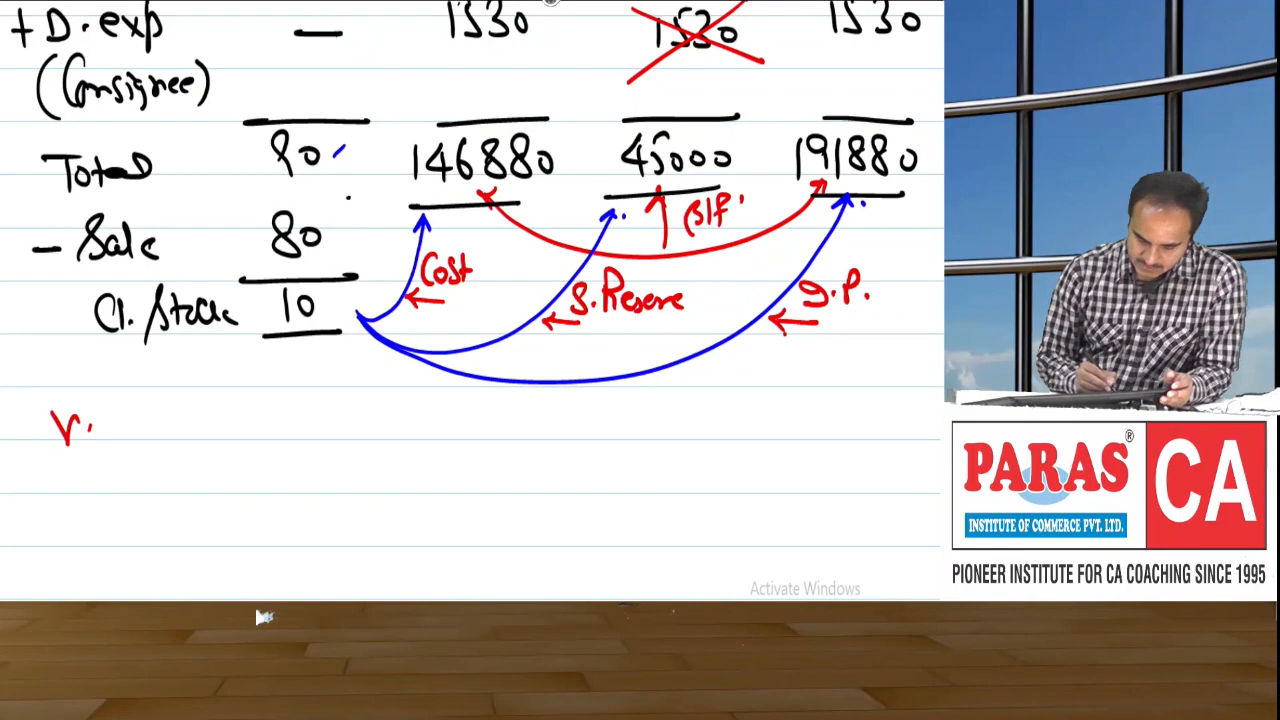 + D. exp — 1530 1530 1530
(Consignee)
Total 90 146880 45000 191880
- Sale 80
Cl. Stock 10
Cost
S. Reserve
B/f.
I.P.
V.
PARAS®
INSTITUTE OF COMMERCE PVT. LTD.
CA
PIONEER INSTITUTE FOR CA COACHING SINCE 1995
Activate Windows